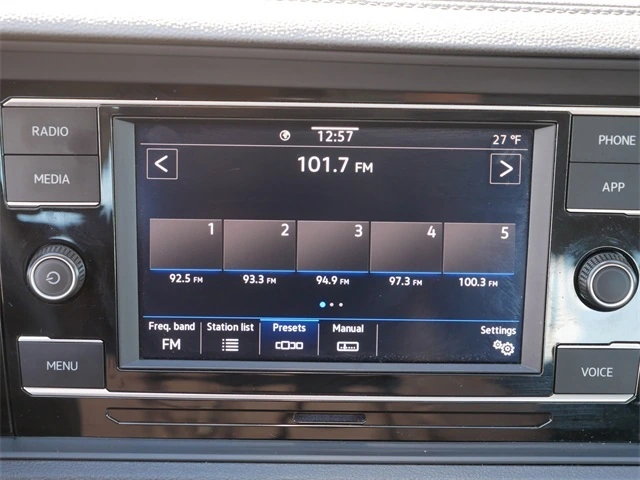 RADIO
MEDIA
MENU
12:57
27 °F
< 101.7 FM >
1 2 3 4 5
92.5 FM 93.3 FM 94.9 FM 97.3 FM 100.3 FM
Freq. band Station list Presets Manual Settings
FM
PHONE
APP
VOICE